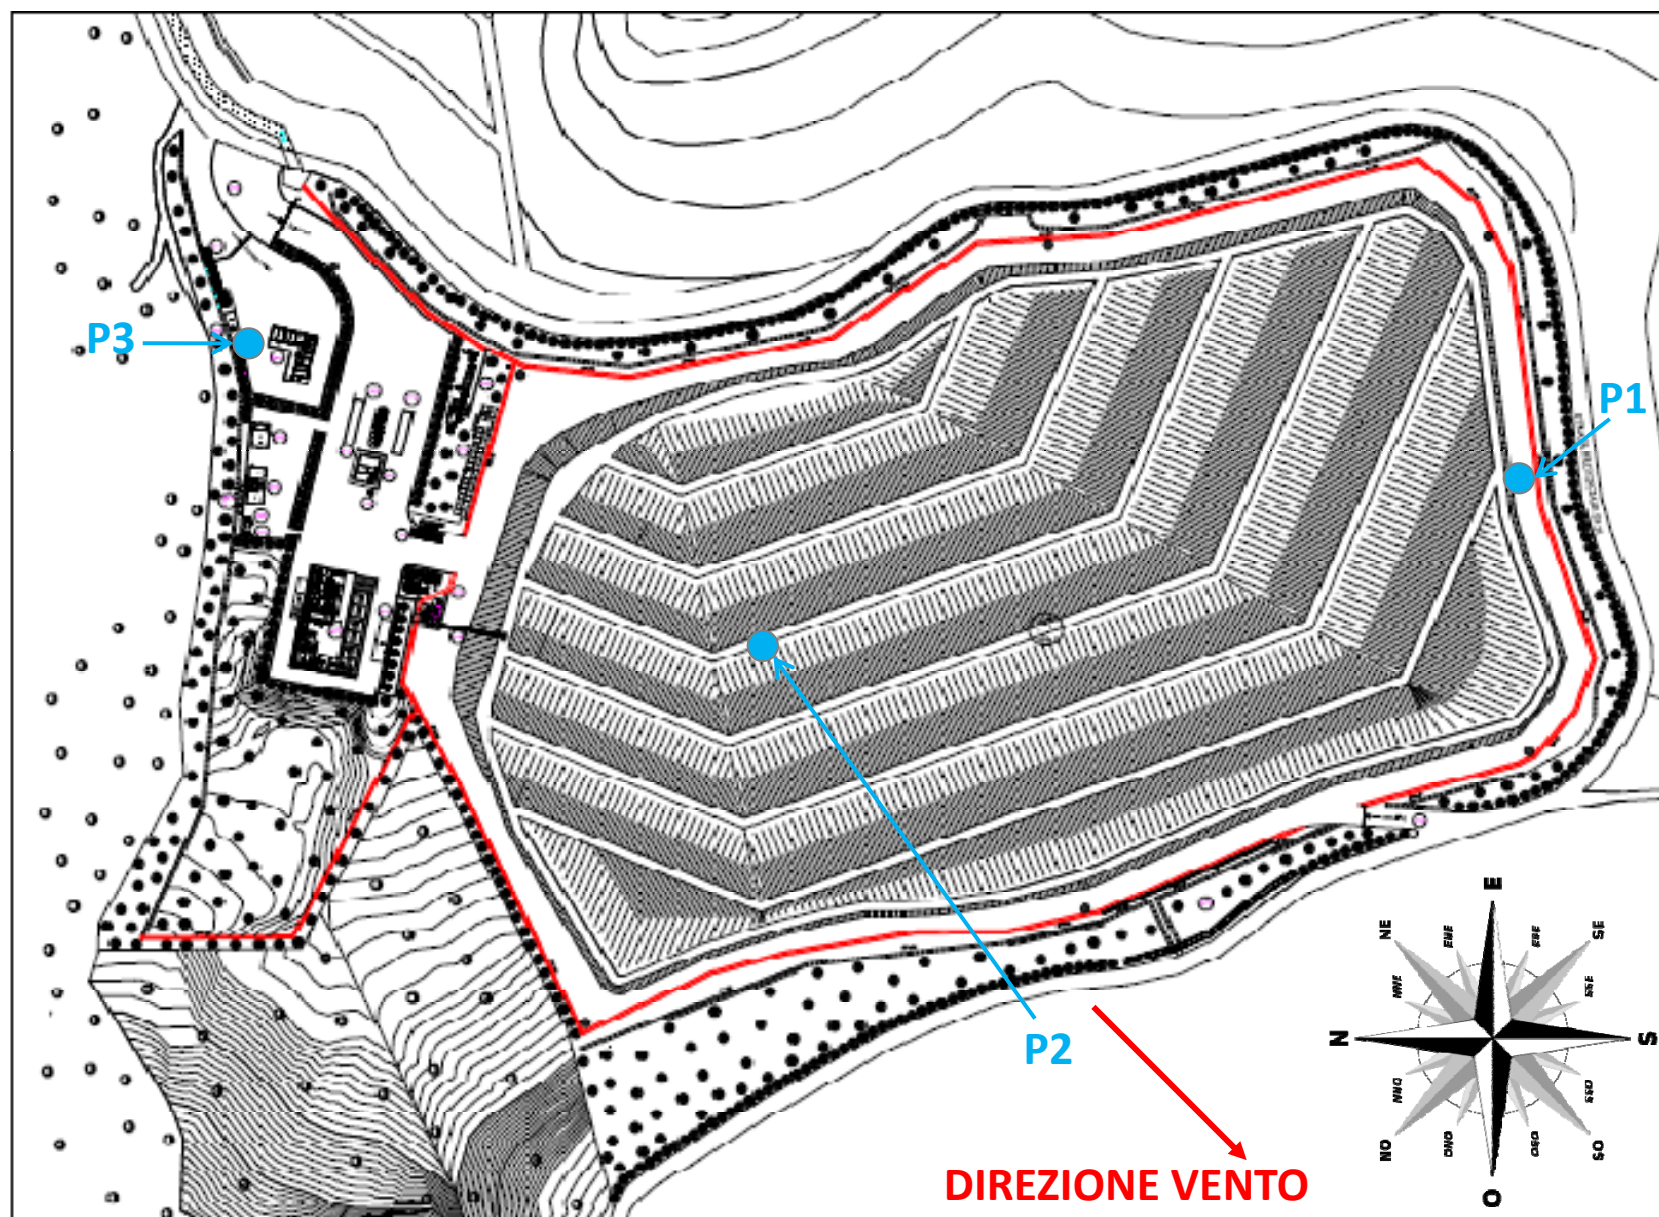 P3
P1
P2
DIREZIONE VENTO
E
NE
SE
ENE
ESE
NNE
SSE
N
S
NNO
SSO
ONO
OSO
NO
SO
O